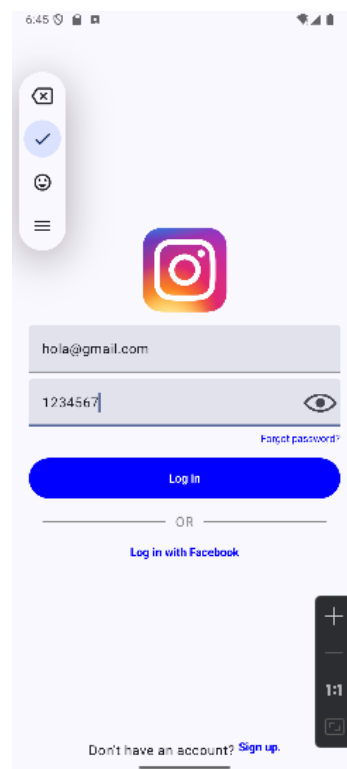 6:45
hola@gmail.com
1234567
Forgot password?
Log In
OR
Log in with Facebook
1:1
Don't have an account? Sign up.